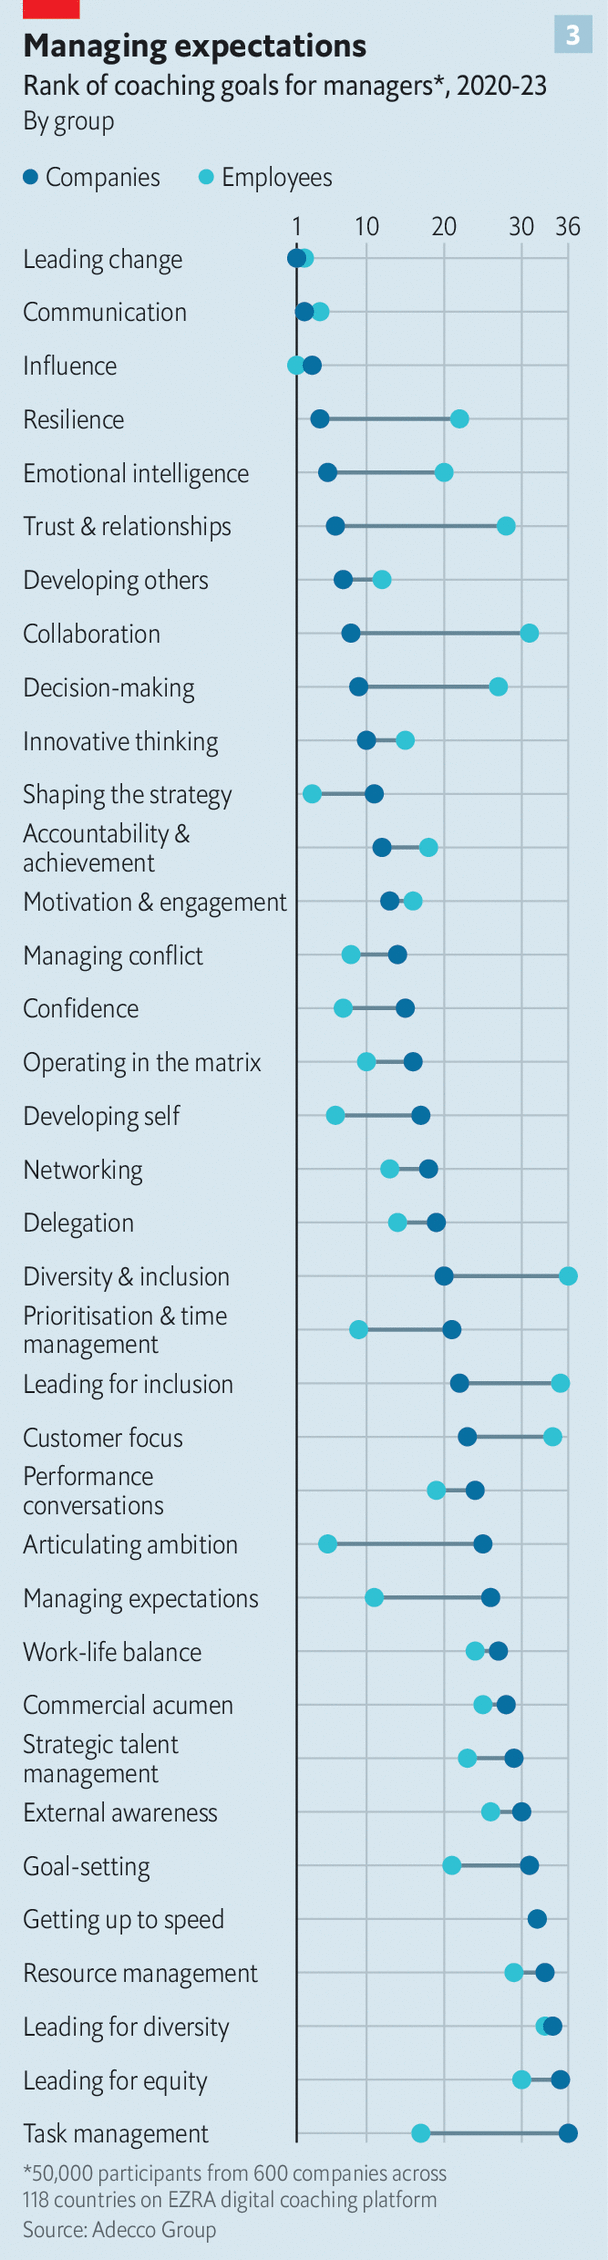 3
Managing expectations
Rank of coaching goals for managers*, 2020-23
By group
Companies Employees
1 10 20 30 36
Leading change
Communication
Influence
Resilience
Emotional intelligence
Trust & relationships
Developing others
Collaboration
Decision-making
Innovative thinking
Shaping the strategy
Accountability &
achievement
Motivation & engagement
Managing conflict
Confidence
Operating in the matrix
Developing self
Networking
Delegation
Diversity & inclusion
Prioritisation & time
management
Leading for inclusion
Customer focus
Performance
conversations
Articulating ambition
Managing expectations
Work-life balance
Commercial acumen
Strategic talent
management
External awareness
Goal-setting
Getting up to speed
Resource management
Leading for diversity
Leading for equity
Task management
*50,000 participants from 600 companies across
118 countries on EZRA digital coaching platform
Source: Adecco Group